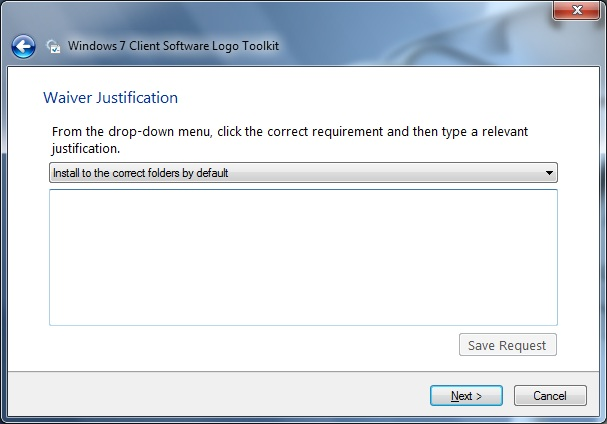 Windows 7 Client Software Logo Toolkit
Waiver Justification
From the drop-down menu, click the correct requirement and then type a relevant
justification.
Install to the correct folders by default
Save Request
Next >
Cancel